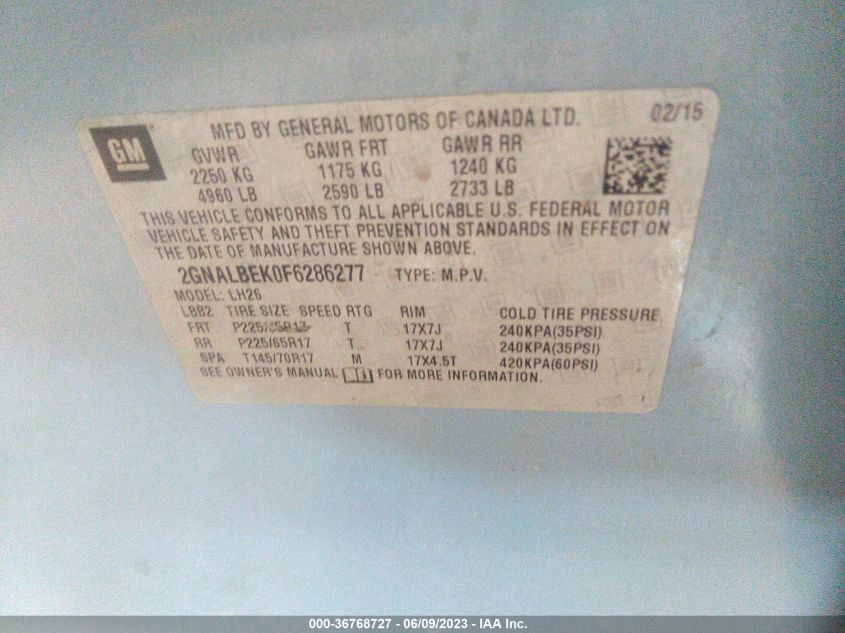 GM
MFD BY GENERAL MOTORS OF CANADA LTD. 02/15
GVWR GAWR FRT GAWR RR
2250 KG 1175 KG 1240 KG
4960 LB 2590 LB 2733 LB
THIS VEHICLE CONFORMS TO ALL APPLICABLE U.S. FEDERAL MOTOR
VEHICLE SAFETY AND THEFT PREVENTION STANDARDS IN EFFECT ON
THE DATE OF MANUFACTURE SHOWN ABOVE.
2GNALBEK0F6286277 TYPE: M.P.V.
MODEL: LH26
LBB2 TIRE SIZE SPEED RTG RIM COLD TIRE PRESSURE
FRT P225/65R17 T 17X7J 240KPA(35PSI)
RR P225/65R17 T 17X7J 240KPA(35PSI)
SPA T145/70R17 M 17X4.5T 420KPA(60PSI)
SEE OWNER'S MANUAL FOR MORE INFORMATION.
000-36768727 - 06/09/2023 - IAA Inc.